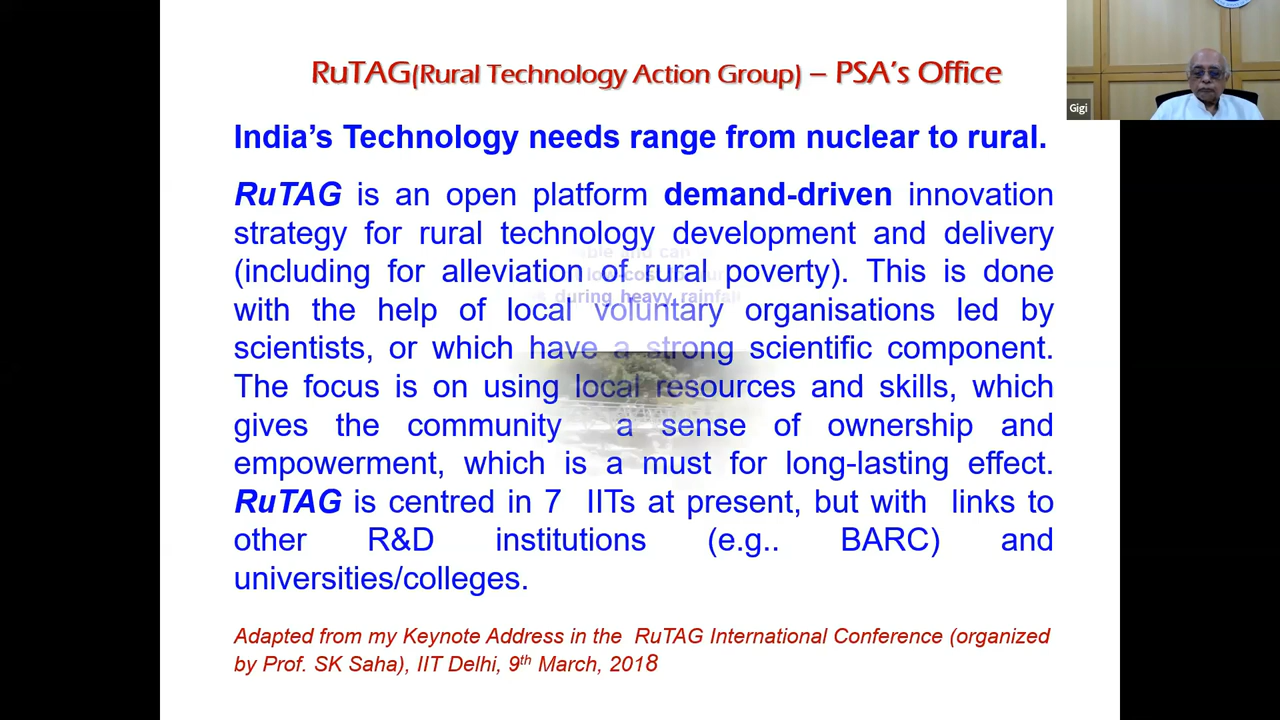 RuTAG(Rural Technology Action Group) – PSA's Office
Gigi
India's Technology needs range from nuclear to rural.
RuTAG is an open platform demand-driven innovation
strategy for rural technology development and delivery
(including for alleviation of rural poverty). This is done
with the help of local voluntary organisations led by
scientists, or which have a strong scientific component.
The focus is on using local resources and skills, which
gives the community a sense of ownership and
empowerment, which is a must for long-lasting effect.
RuTAG is centred in 7 IITs at present, but with links to
other R&D institutions (e.g.. BARC) and
universities/colleges.
during heavy rainfall
Adapted from my Keynote Address in the RuTAG International Conference (organized
by Prof. SK Saha), IIT Delhi, 9th March, 2018